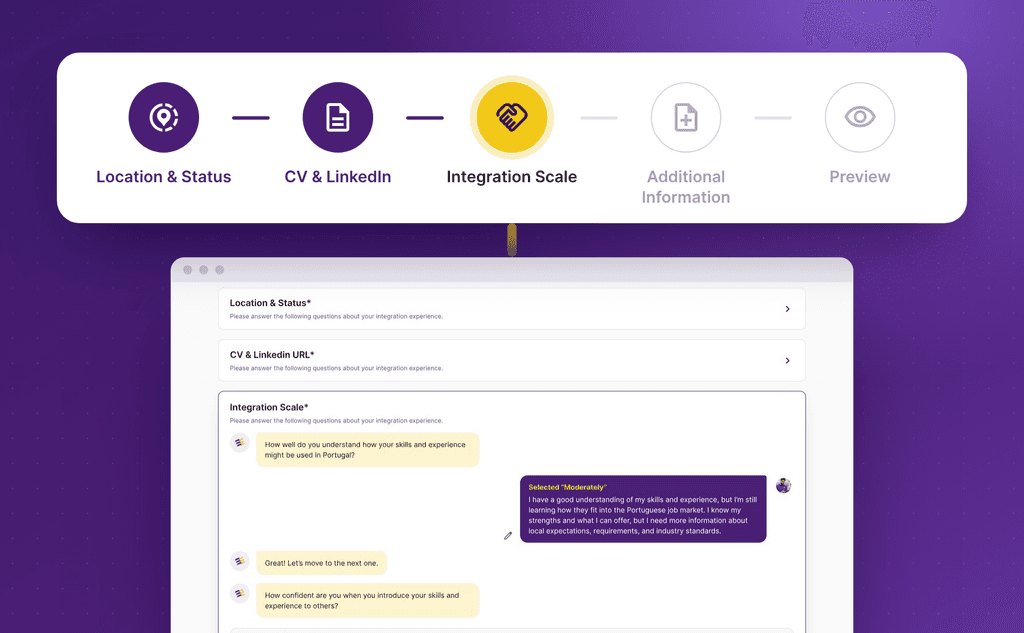 Location & Status
CV & LinkedIn
Integration Scale
Additional
Information
Preview
Location & Status*
Please answer the following questions about your integration experience.
CV & Linkedin URL*
Please answer the following questions about your integration experience.
Integration Scale*
Please answer the following questions about your integration experience.
How well do you understand how your skills and experience
might be used in Portugal?
Selected "Moderately"
I have a good understanding of my skills and experience, but I'm still
learning how they fit into the Portuguese job market. I know my
strengths and what I can offer, but I need more information about
local expectations, requirements, and industry standards.
Great! Let's move to the next one.
How confident are you when you introduce your skills and
experience to others?